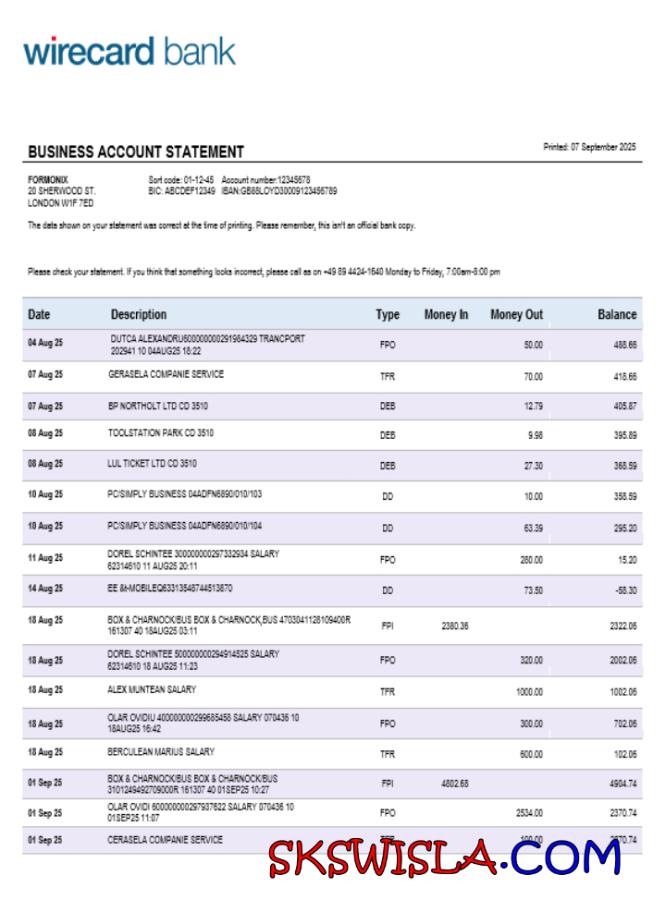 wirecard bank
BUSINESS ACCOUNT STATEMENT
Printed: 07 September 2025
FORMONIX
20 SHERWOOD ST.
LONDON W1F 7ED
Sort code: 01-12-45 Account number:12345678
BIC: ABCDEF12349 IBAN:GB88LOYD30009123456789
The data shown on your statement was correct at the time of printing. Please remember, this isn't an official bank copy.
Please check your statement. If you think that something looks incorrect, please call as on +49 89 4424-1640 Monday to Friday, 7:00am-8:00 pm
Date Description Type Money In Money Out Balance
04 Aug 25 DUTCA ALEXANDRU600000000291984329 TRANCPORT
202941 10 04AUG25 18:22 FPO 50.00 488.66
07 Aug 25 GERASELA COMPANIE SERVICE TFR 70.00 418.66
07 Aug 25 BP NORTHOLT LTD CD 3510 DEB 12.79 405.87
08 Aug 25 TOOLSTATION PARK CD 3510 DEB 9.98 395.89
08 Aug 25 LUL TICKET LTD CD 3510 DEB 27.30 368.59
10 Aug 25 PC/SIMPLY BUSINESS 04ADFN6890/010/103 DD 10.00 358.59
10 Aug 25 PC/SIMPLY BUSINESS 04ADFN6890/010/104 DD 63.39 295.20
11 Aug 25 DOREL SCHINTEE 300000000297332934 SALARY
62314610 11 AUG25 20:11 FPO 280.00 15.20
14 Aug 25 EE &t-MOBILEQ63313548744513870 DD 73.50 -58.30
18 Aug 25 BOX & CHARNOCK/BUS BOX & CHARNOCK,BUS 4703041128109400R
161307 40 18AUG25 03:11 FPI 2380.36 2322.06
18 Aug 25 DOREL SCHINTEE 500000000294914525 SALARY
62314610 18 AUG25 11:23 FPO 320.00 2002.06
18 Aug 25 ALEX MUNTEAN SALARY TFR 1000.00 1002.06
18 Aug 25 OLAR OVIDIU 400000000299685458 SALARY 070436 10
18AUG25 16:42 FPO 300.00 702.06
18 Aug 25 BERCULEAN MARIUS SALARY TFR 600.00 102.06
01 Sep 25 BOX & CHARNOCK/BUS BOX & CHARNOCK/BUS
3101249492709000R 161307 40 01SEP25 10:27 FPI 4802.68 4904.74
01 Sep 25 OLAR OVIDI 600000000297937622 SALARY 070436 10
01SEP25 11:07 FPO 2534.00 2370.74
01 Sep 25 CERASELA COMPANIE SERVICE
SKSWISLA.COM